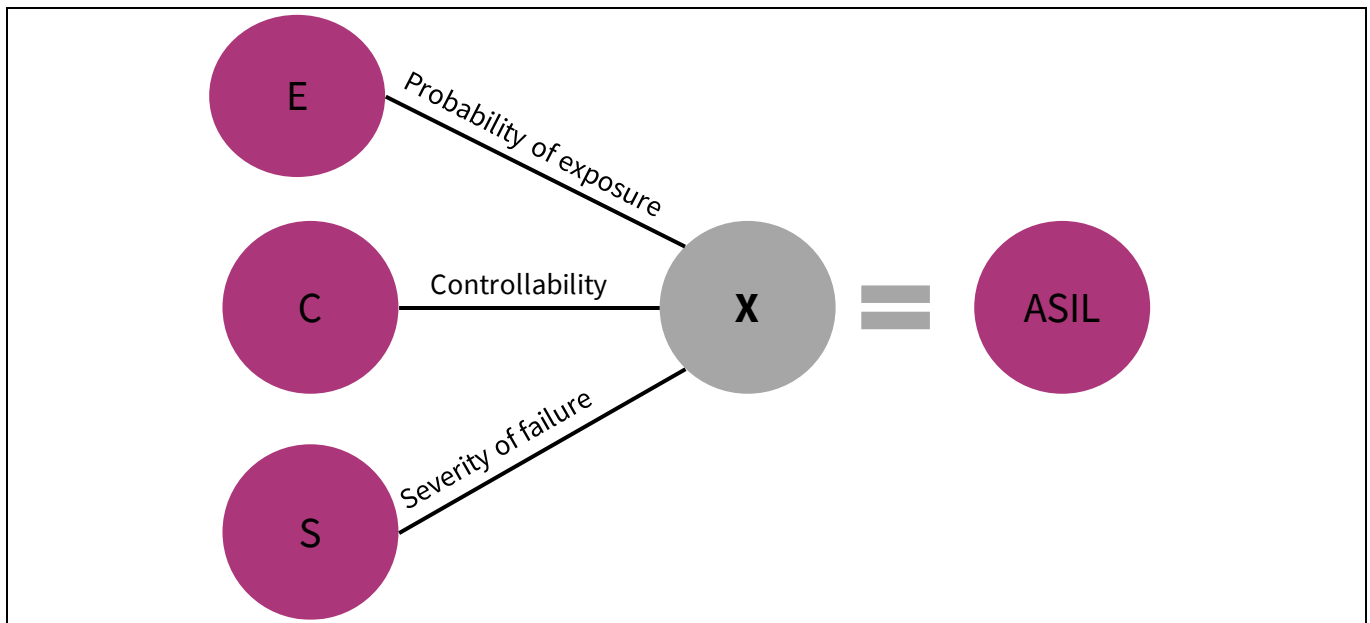 E
Probability of exposure
C
Controllability
X
ASIL
S
Severity of failure